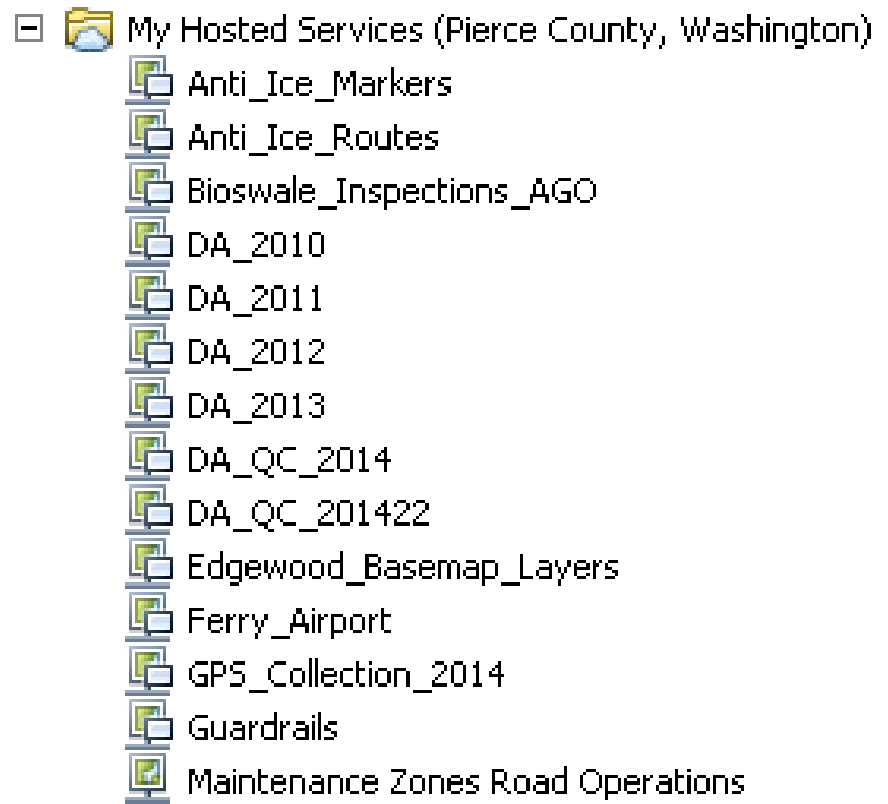 My Hosted Services (Pierce County, Washington)
Anti_Ice_Markers
Anti_Ice_Routes
Bioswale_Inspections_AGO
DA_2010
DA_2011
DA_2012
DA_2013
DA_QC_2014
DA_QC_201422
Edgewood_Basemap_Layers
Ferry_Airport
GPS_Collection_2014
Guardrails
Maintenance Zones Road Operations